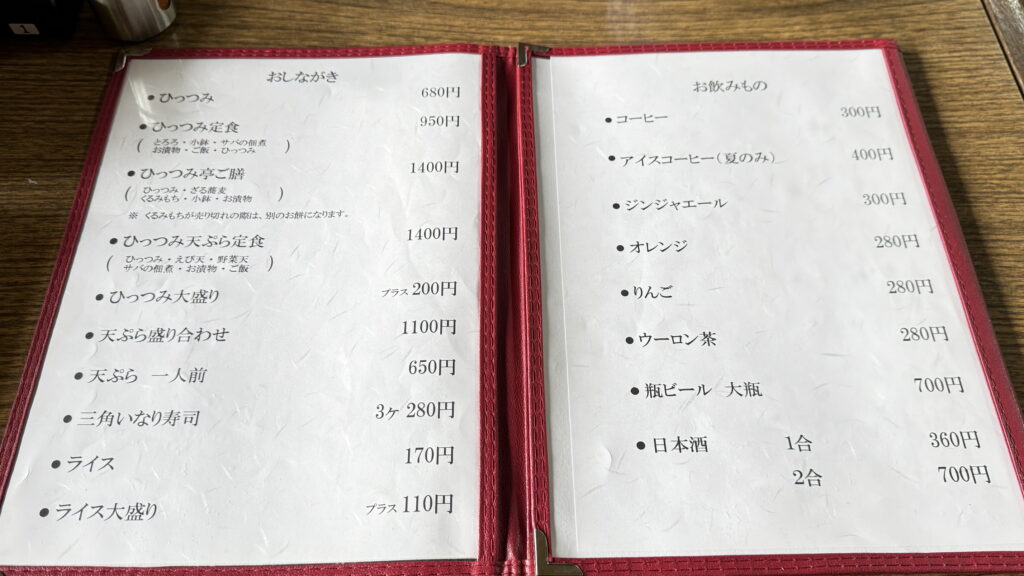 1
おしながき
●ひっつみ 680円
●ひっつみ定食 950円
( とろろ・小鉢・サバの佃煮
お漬物・ご飯・ひっつみ )
●ひっつみ亭ご膳 1400円
( ひっつみ・ざる蕎麦
くるみもち・小鉢・お漬物 )
※ くるみもちが売り切れの際は、別のお餅になります。
●ひっつみ天ぷら定食 1400円
( ひっつみ・えび天・野菜天
サバの佃煮・お漬物・ご飯 )
●ひっつみ大盛り プラス 200円
●天ぷら盛り合わせ 1100円
●天ぷら 一人前 650円
●三角いなり寿司 3ヶ 280円
●ライス 170円
●ライス大盛り プラス 110円
お飲みもの
●コーヒー 300円
●アイスコーヒー(夏のみ) 400円
●ジンジャエール 300円
●オレンジ 280円
●りんご 280円
●ウーロン茶 280円
●瓶ビール 大瓶 700円
●日本酒 1合 360円
2合 700円